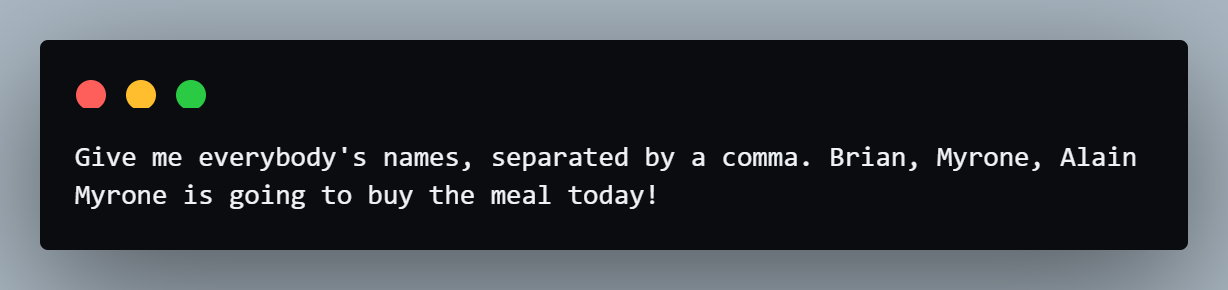 Give me everybody's names, separated by a comma. Brian, Myrone, Alain
Myrone is going to buy the meal today!